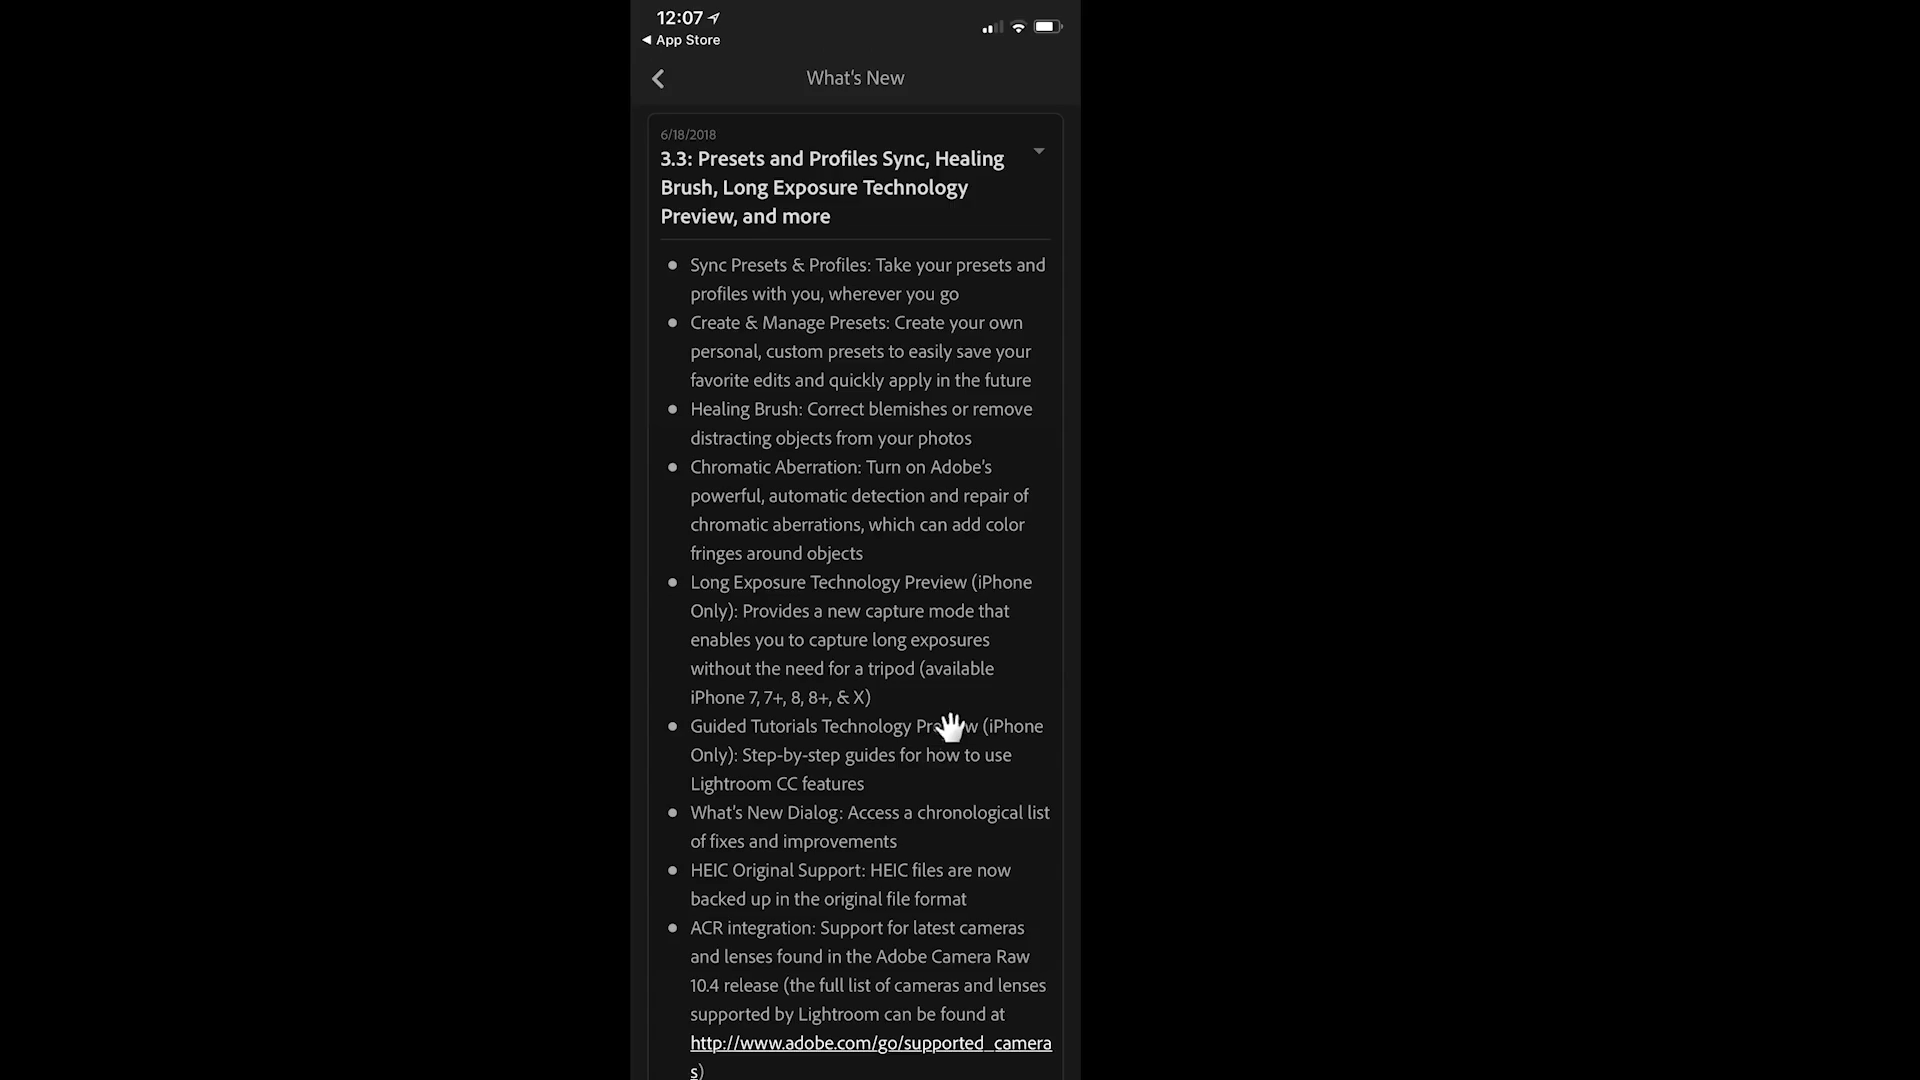 12:07
App Store
What's New
6/18/2018
3.3: Presets and Profiles Sync, Healing
Brush, Long Exposure Technology
Preview, and more
Sync Presets & Profiles: Take your presets and
profiles with you, wherever you go
Create & Manage Presets: Create your own
personal, custom presets to easily save your
favorite edits and quickly apply in the future
Healing Brush: Correct blemishes or remove
distracting objects from your photos
Chromatic Aberration: Turn on Adobe's
powerful, automatic detection and repair of
chromatic aberrations, which can add color
fringes around objects
Long Exposure Technology Preview (iPhone
Only): Provides a new capture mode that
enables you to capture long exposures
without the need for a tripod (available
iPhone 7, 7+, 8, 8+, & X)
Guided Tutorials Technology Preview (iPhone
Only): Step-by-step guides for how to use
Lightroom CC features
What's New Dialog: Access a chronological list
of fixes and improvements
HEIC Original Support: HEIC files are now
backed up in the original file format
ACR integration: Support for latest cameras
and lenses found in the Adobe Camera Raw
10.4 release (the full list of cameras and lenses
supported by Lightroom can be found at
http://www.adobe.com/go/supported_camera
s)